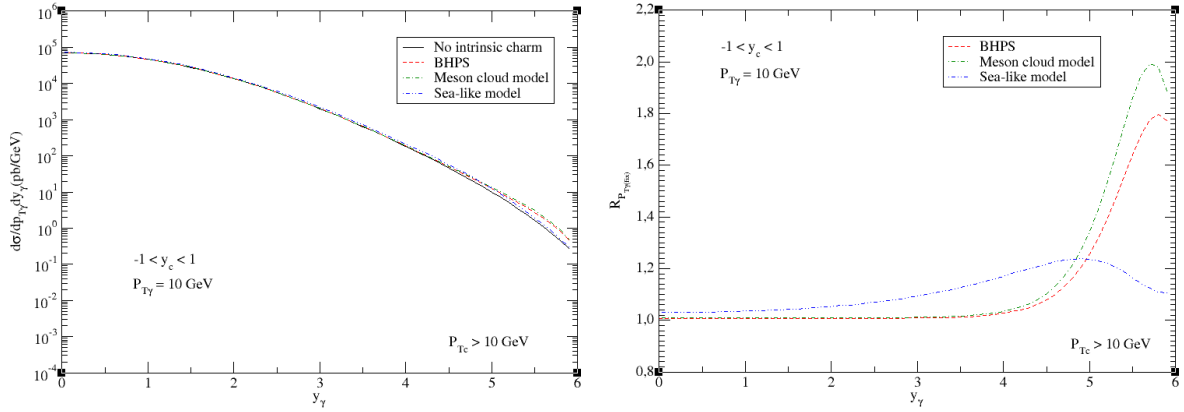 10^6
10^5
10^4
10^3
10^2
10^1
10^0
10^-1
10^-2
10^-3
10^-4
dσ/dp_Tγ dy_γ (pb/GeV)
No intrinsic charm
BHPS
Meson cloud model
Sea-like model
-1 < y_c < 1
P_Tγ = 10 GeV
P_Tc > 10 GeV
0 1 2 3 4 5 6
y_γ
2,2
2,0
1,8
1,6
1,4
1,2
1,0
0,8
R_P_Tγ(fix)
-1 < y_c < 1
P_Tγ = 10 GeV
BHPS
Meson cloud model
Sea-like model
P_Tc > 10 GeV
0 1 2 3 4 5 6
y_γ